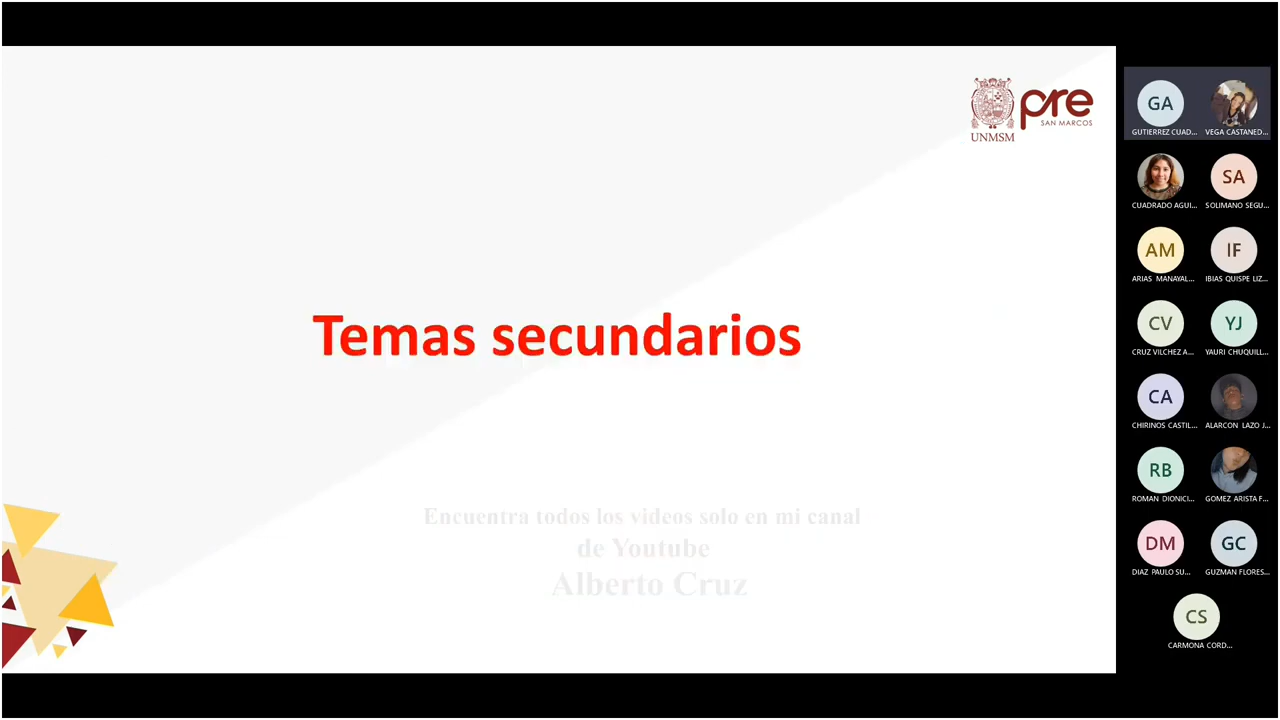 UNMSM
pre
SAN MARCOS
Temas secundarios
Encuentra todos los videos solo en mi canal
de Youtube
Alberto Cruz
GA
GUTIERREZ CUAD...
VEGA CASTANED...
CUADRADO AGUI...
SA
SOLIMANO SEGU...
AM
ARIAS MANAYAL...
IF
IBIAS QUISPE LIZ...
CV
CRUZ VILCHEZ A...
YJ
YAURI CHUQUILL...
CA
CHIRINOS CASTIL...
ALARCON LAZO J...
RB
ROMAN DIONICI...
GOMEZ ARISTA F...
DM
DIAZ PAULO SU...
GC
GUZMAN FLORES...
CS
CARMONA CORD...